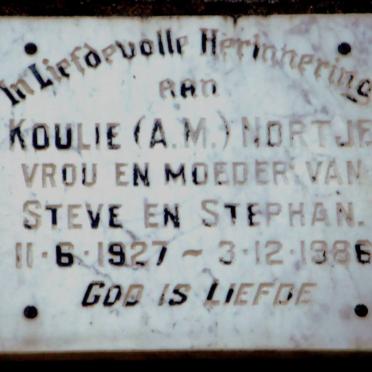 In Liefdevolle Herinnering
aan
KOULIE (A.M.) NORTJE
VROU EN MOEDER VAN
STEVE EN STEPHAN.
11·6·1927 ~ 3·12·1986
GOD IS LIEFDE